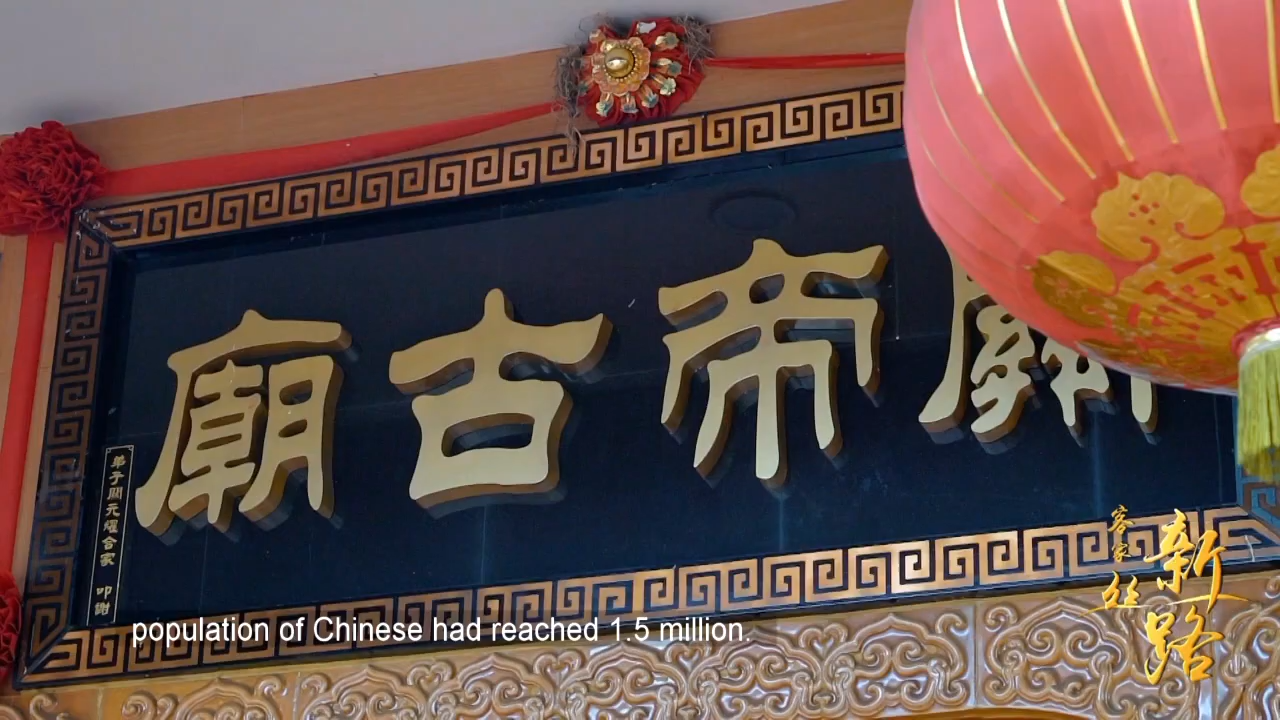 關帝古廟
弟子關元耀合家 叩謝
population of Chinese had reached 1.5 million.
客家
新丝路